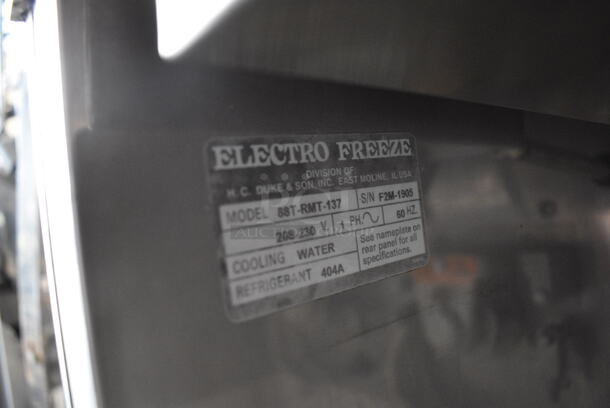 ELECTRO FREEZE
DIVISION OF
H. C. DUKE & SON, INC. EAST MOLINE, IL USA
MODEL 88T-RMT-137 S/N F2M-1905
208-230 V. 1 PH. 60 HZ.
COOLING WATER
REFRIGERANT 404A
See nameplate on
rear panel for all
specifications.